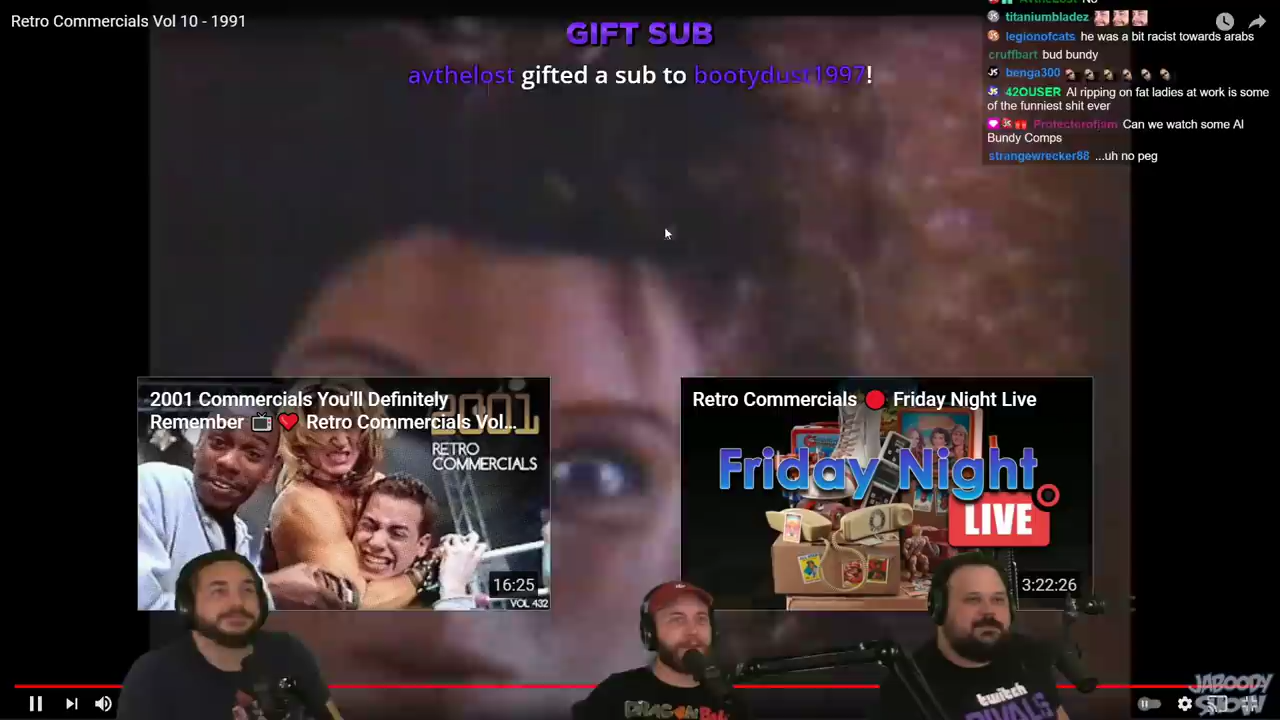 Retro Commercials Vol 10 - 1991
GIFT SUB
avthelost gifted a sub to bootydust1997!
titaniumbladez
legionofcats he was a bit racist towards arabs
cruffbart bud bundy
benga300
42OUSER Al ripping on fat ladies at work is some
of the funniest shit ever
Protectorofjam Can we watch some Al
Bundy Comps
strangewrecker88 ...uh no peg
2001 Commercials You'll Definitely
Remember 📺❤️ Retro Commercials Vol...
2001
RETRO
COMMERCIALS
16:25
VOL 432
Retro Commercials 🔴 Friday Night Live
Friday Night
LIVE
3:22:26
twitch
RIVALS
JABOODY
SHOW